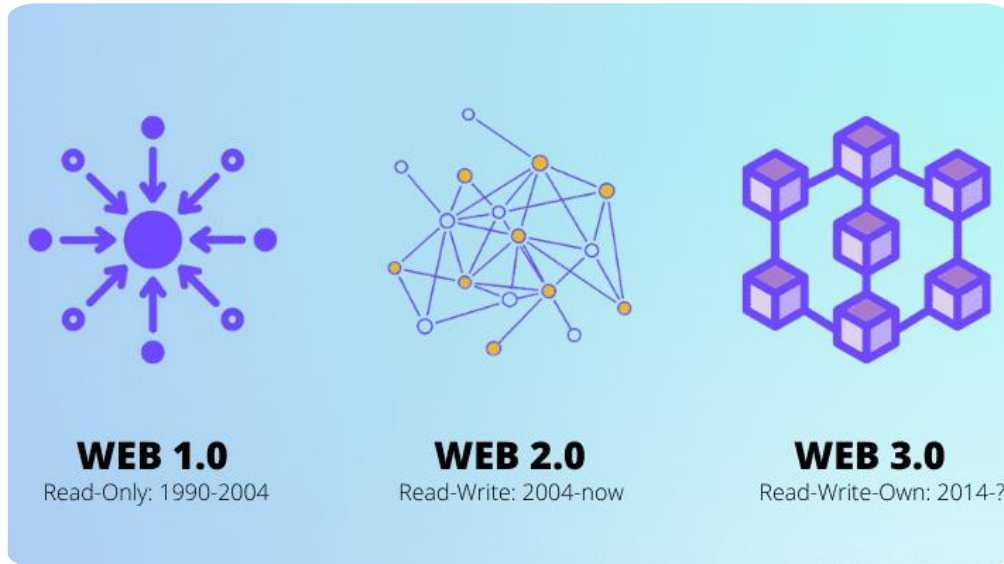 WEB 1.0
Read-Only: 1990-2004
WEB 2.0
Read-Write: 2004-now
WEB 3.0
Read-Write-Own: 2014-?